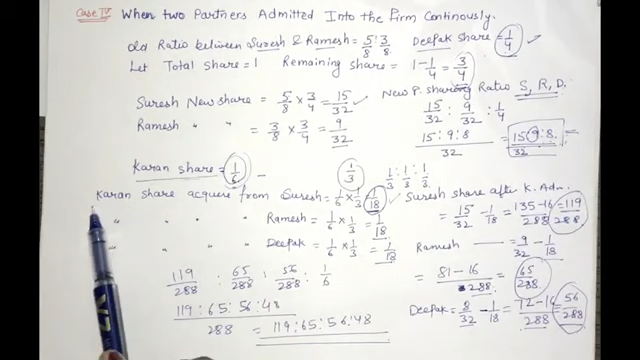 Case IV When two Partners Admitted Into the Firm Continously.
old Ratio between Suresh & Ramesh = 5/8 : 3/8 Deepak Share = 1/4
Let Total Share = 1 Remaining share = 1 - 1/4 = 3/4
New P. sharing Ratio S, R, D
Suresh New share = 5/8 × 3/4 = 15/32
15/32 : 9/32 : 1/4
Ramesh " " = 3/8 × 3/4 = 9/32
15:9:8/32 = 15:9:8/32
Karan share = 1/6
1/3 1/3 : 1/3 : 1/3
Karan share acquere from Suresh = 1/6 × 1/3 = 1/18
Suresh share after K. Adm.
= 15/32 - 1/18 = 135-16/288 = 119/288
" " " " Ramesh = 1/6 × 1/3 = 1/18
Ramesh — = 9/32 - 1/18
" " " " Deepak = 1/6 × 1/3 = 1/18
= 81-16/288 = 65/288
119/288 : 65/288 : 56/288 : 1/6
Deepak = 8/32 - 1/18 = 72-16/288 = 56/288
119:65:56:48/288 = 119:65:56:48